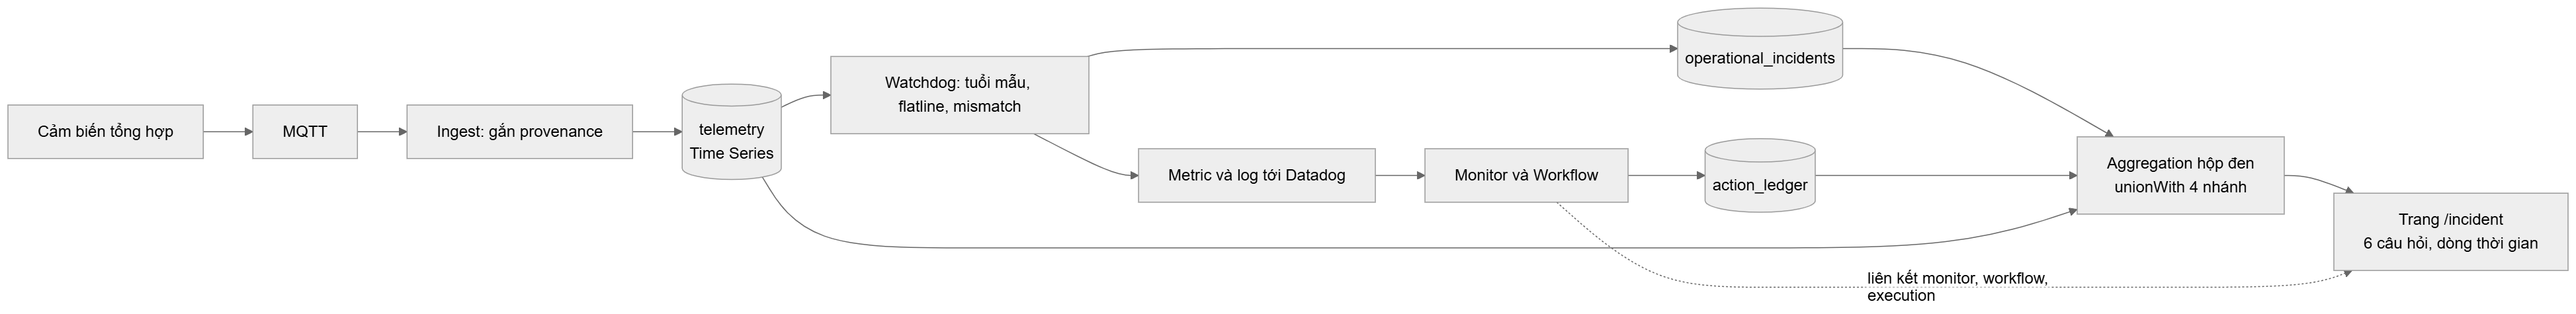 Cảm biến tổng hợp
MQTT
Ingest: gắn provenance
telemetry
Time Series
Watchdog: tuổi mẫu,
flatline, mismatch
Metric và log tới Datadog
Monitor và Workflow
operational_incidents
action_ledger
liên kết monitor, workflow,
execution
Aggregation hộp đen
unionWith 4 nhánh
Trang /incident
6 câu hỏi, dòng thời gian